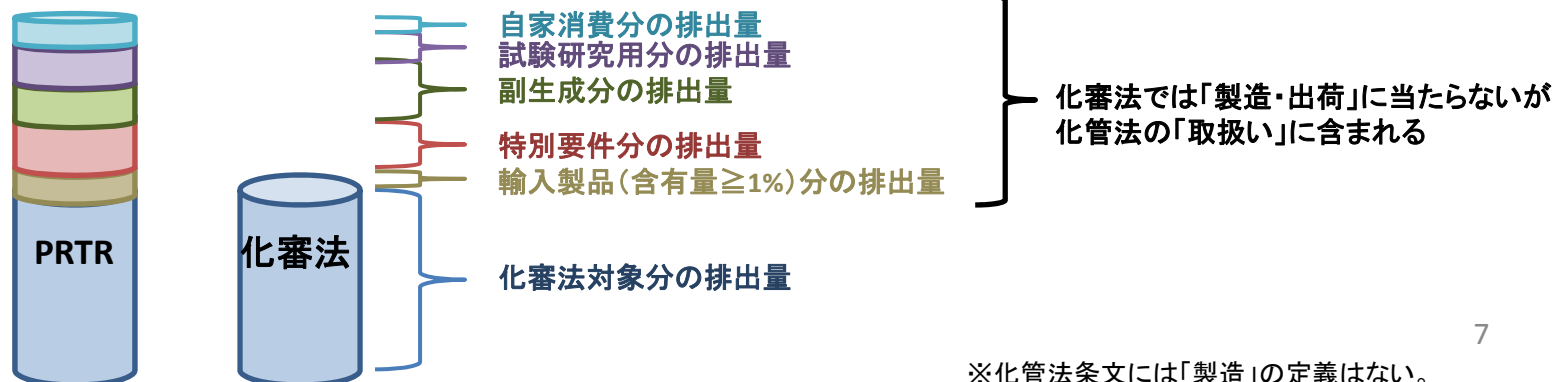 自家消費分の排出量
試験研究用分の排出量
副生成分の排出量
特別要件分の排出量
輸入製品(含有量≧1%)分の排出量
化審法では「製造・出荷」に当たらないが
化管法の「取扱い」に含まれる
PRTR
化審法
化審法対象分の排出量
7
※化管法条文には「製造」の定義はない。